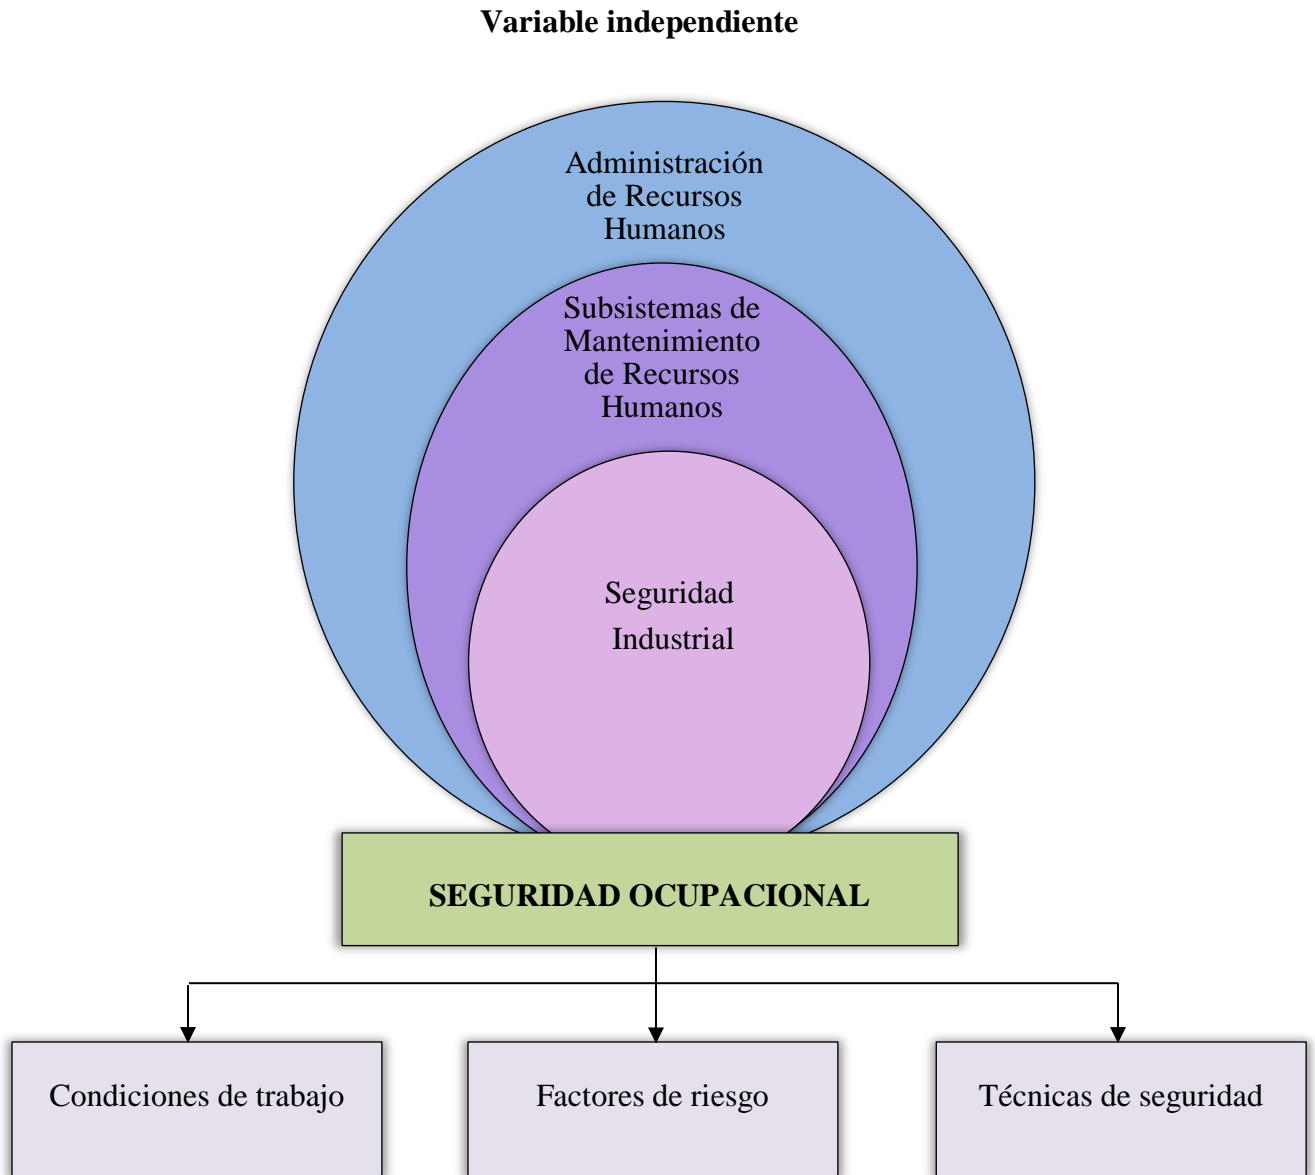 Variable independiente
Administración
de Recursos
Humanos
Subsistemas de
Mantenimiento
de Recursos
Humanos
Seguridad
Industrial
SEGURIDAD OCUPACIONAL
Condiciones de trabajo
Factores de riesgo
Técnicas de seguridad